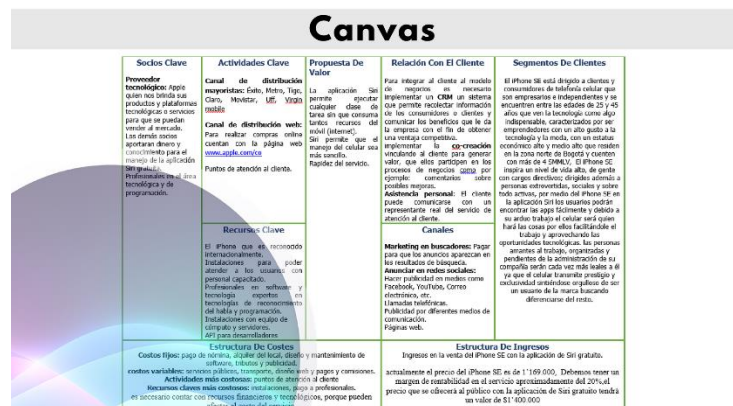 Canvas
Socios Clave
Proveedor
tecnológico: Apple
quien nos brinda sus
productos y plataformas
tecnológicas o servicios
para que se puedan
vender al mercado.
Los demás socios
aportaran dinero y
conocimiento para el
manejo de la aplicación
Siri gratuita.
Profesionales en el área
tecnológica y de
programación.
Actividades Clave
Canal de distribución
mayoristas: Éxito, Metro, Tigo,
Claro, Movistar, Uff, Virgin
mobile
Canal de distribución web:
Para realizar compras online
cuentan con la página web
www.apple.com/co
Puntos de atención al cliente.
Recursos Clave
El iPhone que es reconocido
internacionalmente.
Instalaciones para poder
atender a los usuarios con
personal capacitado.
Profesionales en software y
tecnología expertos en
tecnologías de reconocimiento
del habla y programación.
Instalaciones con equipo de
cómputo y servidores.
API para desarrolladores
Propuesta De
Valor
La aplicación Siri
permite ejecutar
cualquier clase de
tarea sin que consuma
tantos recursos del
móvil (internet).
Siri permite que el
manejo del celular sea
más sencillo.
Rapidez del servicio.
Relación Con El Cliente
Para integrar al cliente al modelo
de negocios es necesario
implementar un CRM un sistema
que permite recolectar información
de los consumidores o clientes y
comunicar los beneficios que le da
la empresa con el fin de obtener
una ventaja competitiva.
Implementar la co-creación
vinculando al cliente para generar
valor, que ellos participen en los
procesos de negocios como por
ejemplo: comentarios sobre
posibles mejoras.
Asistencia personal: El cliente
puede comunicarse con un
representante real del servicio de
atención al cliente.
Canales
Marketing en buscadores: Pagar
para que los anuncios aparezcan en
los resultados de búsqueda.
Anunciar en redes sociales:
Hacer publicidad en medios como
Facebook, YouTube, Correo
electrónico, etc.
Llamadas telefónicas.
Publicidad por diferentes medios de
comunicación.
Páginas web.
Segmentos De Clientes
El iPhone SE está dirigido a clientes y
consumidores de telefonía celular que
son empresarios e independientes y se
encuentren entre las edades de 25 y 45
años que ven la tecnología como algo
indispensable, caracterizados por ser
emprendedores con un alto gusto a la
tecnología y la moda, con un estatus
económico alto y medio alto que residen
en la zona norte de Bogotá y cuenten
con más de 4 SMMLV, El iPhone SE
inspira un nivel de vida alto, de gente
con cargos directivos; dirigides además a
personas extrovertidas, sociales y sobre
todo activas, por medio del iPhone SE en
la aplicación Siri los usuarios podrán
encontrar las apps fácilmente y debido a
su arduo trabajo el celular será quien
hará las cosas por ellos facilitándole el
trabajo y aprovechando las
oportunidades tecnológicas. las personas
amantes al trabajo, organizadas y
pendientes de la administración de su
compañía serán cada vez más leales a él
ya que el celular transmite prestigio y
exclusividad untiéndose orgullose de ser
un usuario de la marca buscando
diferenciarse del resto.
Estructura De Costes
Costos fijos: pago de nómina, alquiler del local, diseño y mantenimiento de
software, tributos y publicidad.
costos variables: servicios públicos, transporte, diseño web y pagos y comisiones.
Actividades más costosas: puntos de atención al cliente
Recursos claves más costosos: instalaciones, pago a profesionales.
es necesario contar con recursos financieros y tecnológicos, porque pueden
afectar el costo del servicio
Estructura De Ingresos
Ingresos en la venta del iPhone SE con la aplicación de Siri gratuito.
actualmente el precio del iPhone SE es de 1'169.000, Debemos tener un
margen de rentabilidad en el servicio aproximadamente del 20%,el
precio que se ofrecerá al público con la aplicación de Siri gratuito tendrá
un valor de $1'400.000